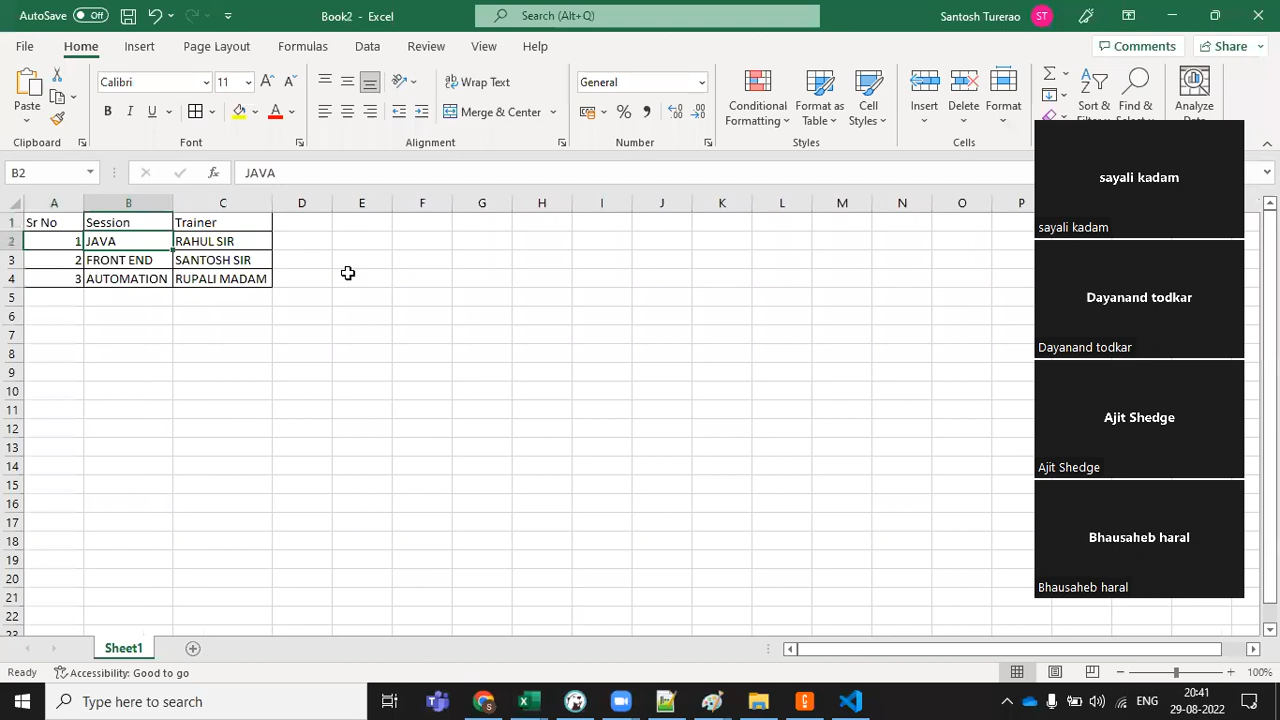 AutoSave Off Book2 - Excel Search (Alt+Q) Santosh Turerao ST
File Home Insert Page Layout Formulas Data Review View Help Comments Share
Paste Calibri 11 Wrap Text General Conditional Formatting Format as Table Cell Styles Insert Delete Format Sort & Find & Analyze
B I U A Merge & Center % Filter Select Data
Clipboard Font Alignment Number Styles Cells
B2 fx JAVA
A B C D E F G H I J K L M N O P
1 Sr No Session Trainer
2 1 JAVA RAHUL SIR
3 2 FRONT END SANTOSH SIR
4 3 AUTOMATION RUPALI MADAM
5
6
7
8
9
10
11
12
13
14
15
16
17
18
19
20
21
22
23
sayali kadam
sayali kadam
Dayanand todkar
Dayanand todkar
Ajit Shedge
Ajit Shedge
Bhausaheb haral
Bhausaheb haral
Sheet1
Ready Accessibility: Good to go 100%
Type here to search ENG 20:41
29-08-2022